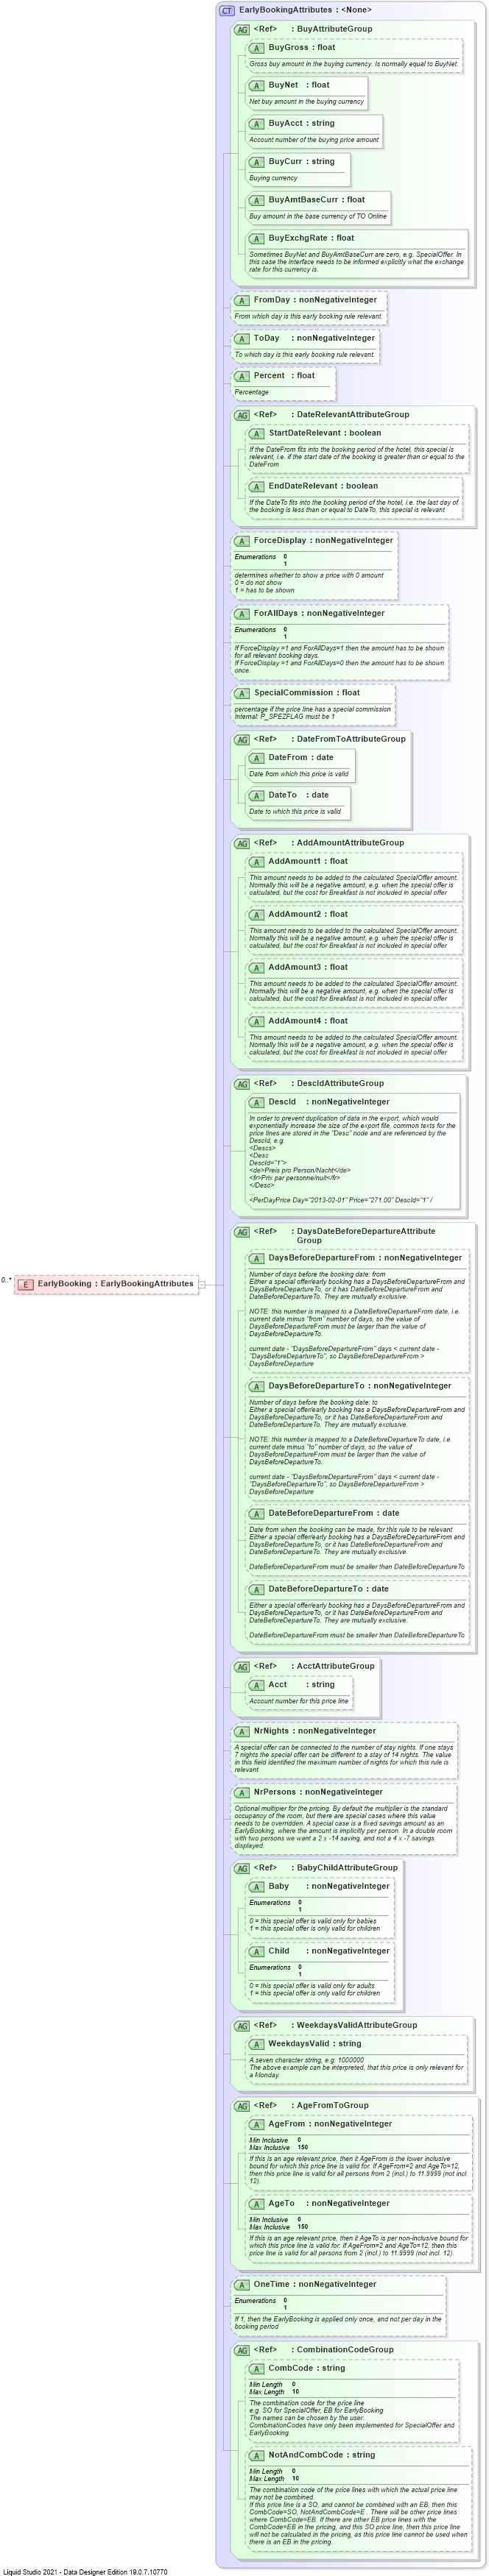 CT EarlyBookingAttributes : <None>
AG <Ref> : BuyAttributeGroup
A BuyGross : float
Gross buy amount in the buying currency. Is normally equal to BuyNet.
A BuyNet : float
Net buy amount in the buying currency
A BuyAcct : string
Account number of the buying price amount
A BuyCurr : string
Buying currency
A BuyAmtBaseCurr : float
Buy amount in the base currency of TO Online
A BuyExchgRate : float
Sometimes BuyNet and BuyAmtBaseCurr are zero, e.g. SpecialOffer. In
this case the interface needs to be informed explicitly what the exchange
rate for this currency is.
A FromDay : nonNegativeInteger
From which day is this early booking rule relevant.
A ToDay : nonNegativeInteger
To which day is this early booking rule relevant.
A Percent : float
Percentage
AG <Ref> : DateRelevantAttributeGroup
A StartDateRelevant : boolean
If the DateFrom fits into the booking period of the hotel, this special is
relevant, i.e. if the start date of the booking is greater than or equal to the
DateFrom
A EndDateRelevant : boolean
If the DateTo fits into the booking period of the hotel, i.e. the last day of
the booking is less than or equal to DateTo, this special is relevant
A ForceDisplay : nonNegativeInteger
Enumerations 0
1
determines whether to show a price with 0 amount
0 = do not show
1 = has to be shown
A ForAllDays : nonNegativeInteger
Enumerations 0
1
If ForceDisplay =1 and ForAllDays=1 then the amount has to be shown
for all relevant booking days.
If ForceDisplay =1 and ForAllDays=0 then the amount has to be shown
once.
A SpecialCommission : float
percentage if the price line has a special commission
Internal: P_SPEZFLAG must be 1
AG <Ref> : DateFromToAttributeGroup
A DateFrom : date
Date from which this price is valid
A DateTo : date
Date to which this price is valid
AG <Ref> : AddAmountAttributeGroup
A AddAmount1 : float
This amount needs to be added to the calculated SpecialOffer amount.
Normally this will be a negative amount, e.g. when the special offer is
calculated, but the cost for Breakfast is not included in special offer
A AddAmount2 : float
This amount needs to be added to the calculated SpecialOffer amount.
Normally this will be a negative amount, e.g. when the special offer is
calculated, but the cost for Breakfast is not included in special offer
A AddAmount3 : float
This amount needs to be added to the calculated SpecialOffer amount.
Normally this will be a negative amount, e.g. when the special offer is
calculated, but the cost for Breakfast is not included in special offer
A AddAmount4 : float
This amount needs to be added to the calculated SpecialOffer amount.
Normally this will be a negative amount, e.g. when the special offer is
calculated, but the cost for Breakfast is not included in special offer
AG <Ref> : DescIdAttributeGroup
A DescId : nonNegativeInteger
In order to prevent duplication of data in the export, which would
exponentially increase the size of the export file, common texts for the
price lines are stored in the "Desc" node and are referenced by the
DescId, e.g.
<Descs>
<Desc
DescId="1">
<de>Preis pro Person/Nacht</de>
<fr>Prix par personne/nuit</fr>
</Desc>
...
<PerDayPrice Day="2013-02-01" Price="271.00" DescId="1" /
AG <Ref> : DaysDateBeforeDepartureAttribute
Group
A DaysBeforeDepartureFrom : nonNegativeInteger
Number of days before the booking date: from
Either a special offer/early booking has a DaysBeforeDepartureFrom and
DaysBeforeDepartureTo, or it has DateBeforeDepartureFrom and
DateBeforeDepartureTo. They are mutually exclusive.
NOTE: this number is mapped to a DateBeforeDepartureFrom date, i.e.
current date minus "from" number of days, so the value of
DaysBeforeDepartureFrom must be larger than the value of
DaysBeforeDepartureTo.
current date - "DaysBeforeDepartureFrom" days < current date -
"DaysBeforeDepartureTo", so DaysBeforeDepartureFrom >
DaysBeforeDeparture
0..* E EarlyBooking : EarlyBookingAttributes
A DaysBeforeDepartureTo : nonNegativeInteger
Number of days before the booking date: to
Either a special offer/early booking has a DaysBeforeDepartureFrom and
DaysBeforeDepartureTo, or it has DateBeforeDepartureFrom and
DateBeforeDepartureTo. They are mutually exclusive.
NOTE: this number is mapped to a DateBeforeDepartureTo date, i.e.
current date minus "to" number of days, so the value of
DaysBeforeDepartureFrom must be larger than the value of
DaysBeforeDepartureTo.
current date - "DaysBeforeDepartureFrom" days < current date -
"DaysBeforeDepartureTo", so DaysBeforeDepartureFrom >
DaysBeforeDeparture
A DateBeforeDepartureFrom : date
Date from when the booking can be made, for this rule to be relevant
Either a special offer/early booking has a DaysBeforeDepartureFrom and
DaysBeforeDepartureTo, or it has DateBeforeDepartureFrom and
DateBeforeDepartureTo. They are mutually exclusive.
DateBeforeDepartureFrom must be smaller than DateBeforeDepartureTo
A DateBeforeDepartureTo : date
Either a special offer/early booking has a DaysBeforeDepartureFrom and
DaysBeforeDepartureTo, or it has DateBeforeDepartureFrom and
DateBeforeDepartureTo. They are mutually exclusive.
DateBeforeDepartureFrom must be smaller than DateBeforeDepartureTo
AG <Ref> : AcctAttributeGroup
A Acct : string
Account number for this price line
A NrNights : nonNegativeInteger
A special offer can be connected to the number of stay nights. If one stays
7 nights the special offer can be different to a stay of 14 nights. The value
in this field identified the maximum number of nights for which this rule is
relevant.
A NrPersons : nonNegativeInteger
Optional multipier for the pricing. By default the multiplier is the standard
occupancy of the room, but there are special cases where this value
needs to be overridden. A special case is a fixed savings amount as an
EarlyBooking, where the amount is implicitly per person. In a double room
with two persons we want a 2 x -14 saving, and not a 4 x -7 savings
displayed.
AG <Ref> : BabyChildAttributeGroup
A Baby : nonNegativeInteger
Enumerations 0
1
0 = this special offer is valid only for babies
1 = this special offer is only valid for children
A Child : nonNegativeInteger
Enumerations 0
1
0 = this special offer is valid only for adults
1 = this special offer is only valid for children
AG <Ref> : WeekdaysValidAttributeGroup
A WeekdaysValid : string
A seven character string, e.g. 1000000
The above example can be interpreted, that this price is only relevant for
a Monday.
AG <Ref> : AgeFromToGroup
A AgeFrom : nonNegativeInteger
Min Inclusive 0
Max Inclusive 150
If this is an age relevant price, then it AgeFrom is the lower inclusive
bound for which this price line is valid for. If AgeFrom=2 and AgeTo=12,
then this price line is valid for all persons from 2 (incl.) to 11.9999 (not incl.
12).
A AgeTo : nonNegativeInteger
Min Inclusive 0
Max Inclusive 150
If this is an age relevant price, then it AgeTo is per non-inclusive bound for
which this price line is valid for. If AgeFrom=2 and AgeTo=12, then this
price line is valid for all persons from 2 (incl.) to 11.9999 (not incl. 12).
A OneTime : nonNegativeInteger
Enumerations 0
1
If 1, then the EarlyBooking is applied only once, and not per day in the
booking period
AG <Ref> : CombinationCodeGroup
A CombCode : string
Min Length 0
Max Length 10
The combination code for the price line
e.g. SO for SpecialOffer, EB for EarlyBooking
The names can be chosen by the user.
CombinationCodes have only been implemented for SpecialOffer and
EarlyBooking.
A NotAndCombCode : string
Min Length 0
Max Length 10
The combination code of the price lines with which the actual price line
may not be combined.
If this price line is a SO, and cannot be combined with an EB, then this
CombCode=SO, NotAndCombCode=E . There will be other price lines
where CombCode=EB. If there are other EB price lines with the
CombCode=EB in the pricing, and this SO price line, then this price line
will not be calculated in the pricing, as this price line cannot be used when
there is an EB in the pricing.
Liquid Studio 2021 - Data Designer Edition 19.0.7.10770